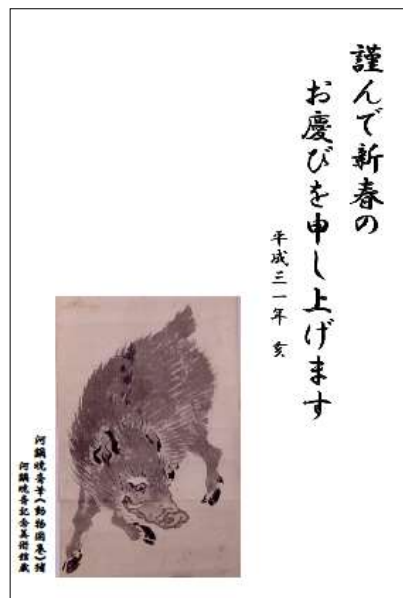 謹んで新春の
お慶びを申し上げます
平成三一年 亥
河鍋暁斎筆《動物図巻》猪
河鍋暁斎記念美術館蔵